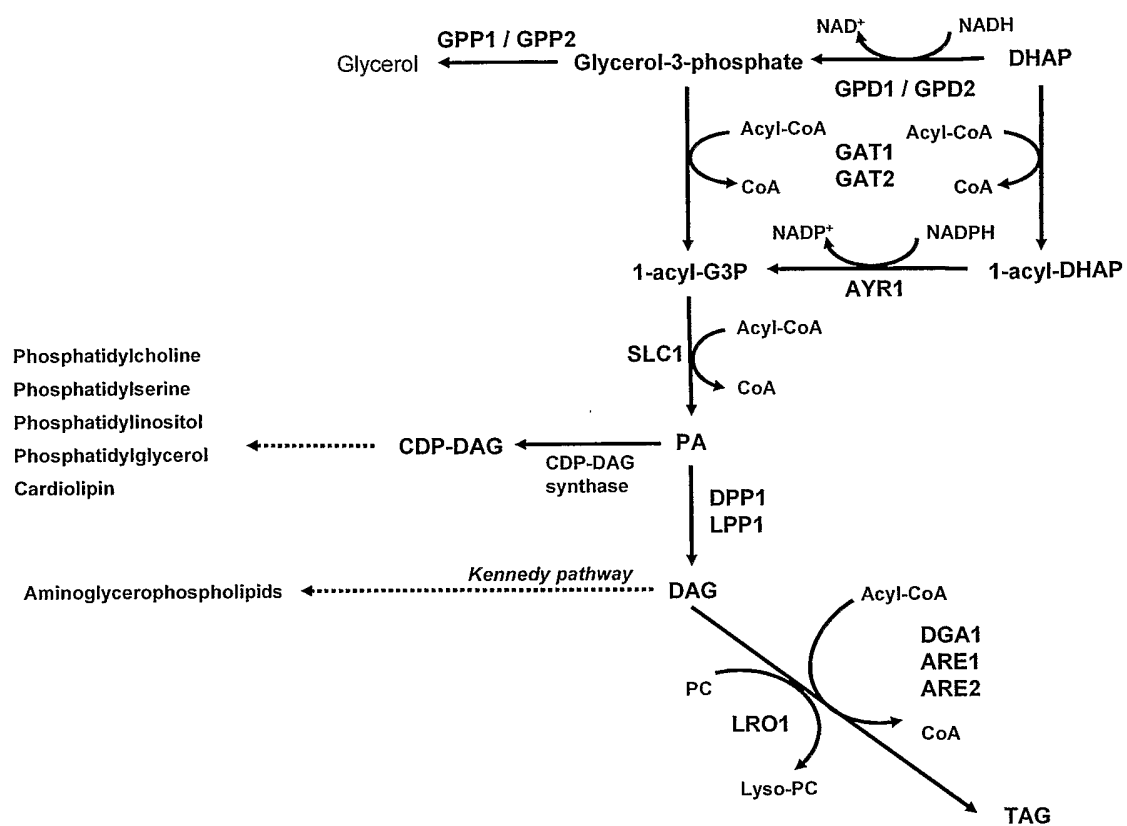 GPP1 / GPP2
NAD+
NADH
Glycerol
Glycerol-3-phosphate
DHAP
GPD1 / GPD2
Acyl-CoA
GAT1
GAT2
Acyl-CoA
CoA
CoA
NADP+
NADPH
1-acyl-G3P
AYR1
1-acyl-DHAP
Acyl-CoA
SLC1
CoA
Phosphatidylcholine
Phosphatidylserine
Phosphatidylinositol
Phosphatidylglycerol
Cardiolipin
CDP-DAG
PA
CDP-DAG
synthase
DPP1
LPP1
Kennedy pathway
Aminoglycerophospholipids
DAG
Acyl-CoA
DGA1
ARE1
ARE2
PC
LRO1
CoA
Lyso-PC
TAG